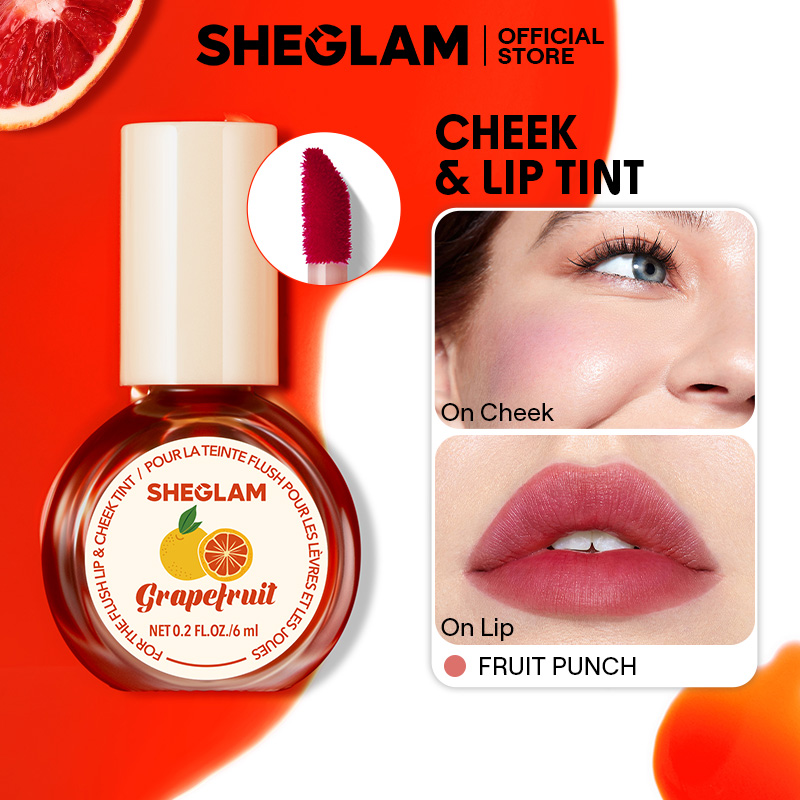 SHEGLAM
OFFICIAL
STORE
CHEEK
& LIP TINT
On Cheek
On Lip
FRUIT PUNCH
FOR THE FLUSH LIP & CHEEK TINT / POUR LA TEINTE FLUSH POUR LES LÈVRES ET LES JOUES
SHEGLAM
Grapefruit
NET 0.2 FL.OZ./6 ml